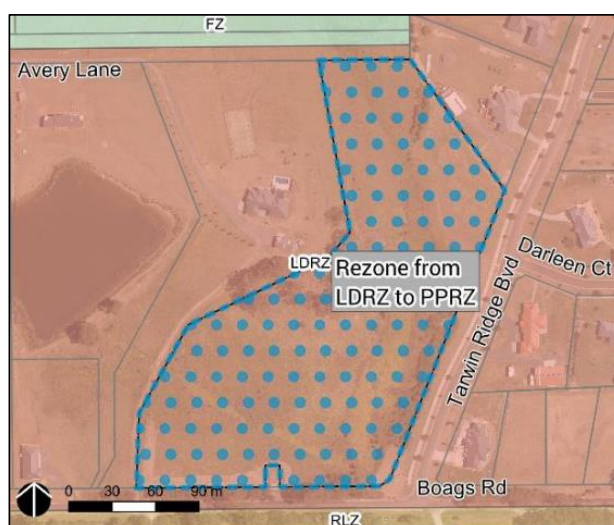 FZ
Avery Lane
LDRZ
Rezone from
LDRZ to PPRZ
Darleen Ct
Tarwin Ridge Bvd
Boags Rd
0 30 60 90 m
RLZ